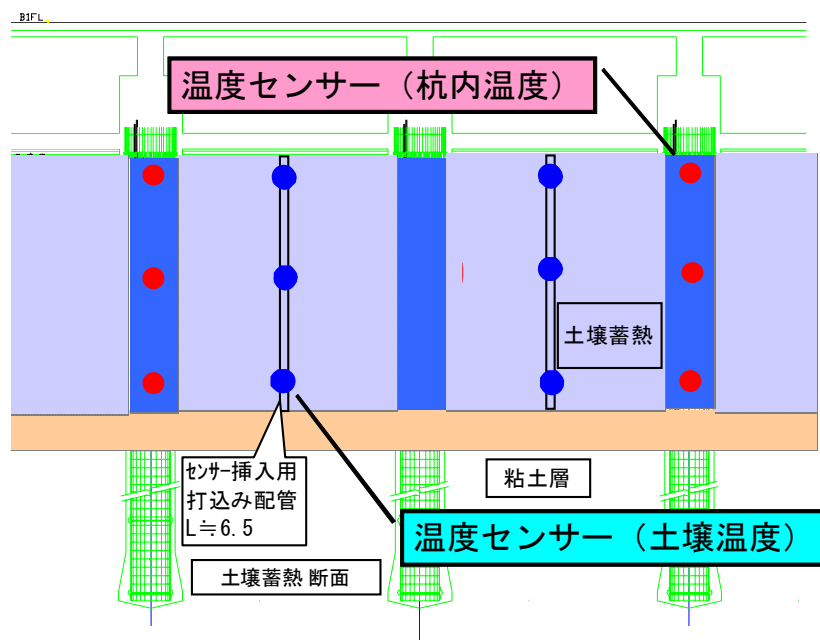 B1FL
温度センサー（杭内温度）
土壌蓄熱
センサー挿入用
打込み配管
L≒6.5
粘土層
温度センサー（土壌温度）
土壌蓄熱 断面